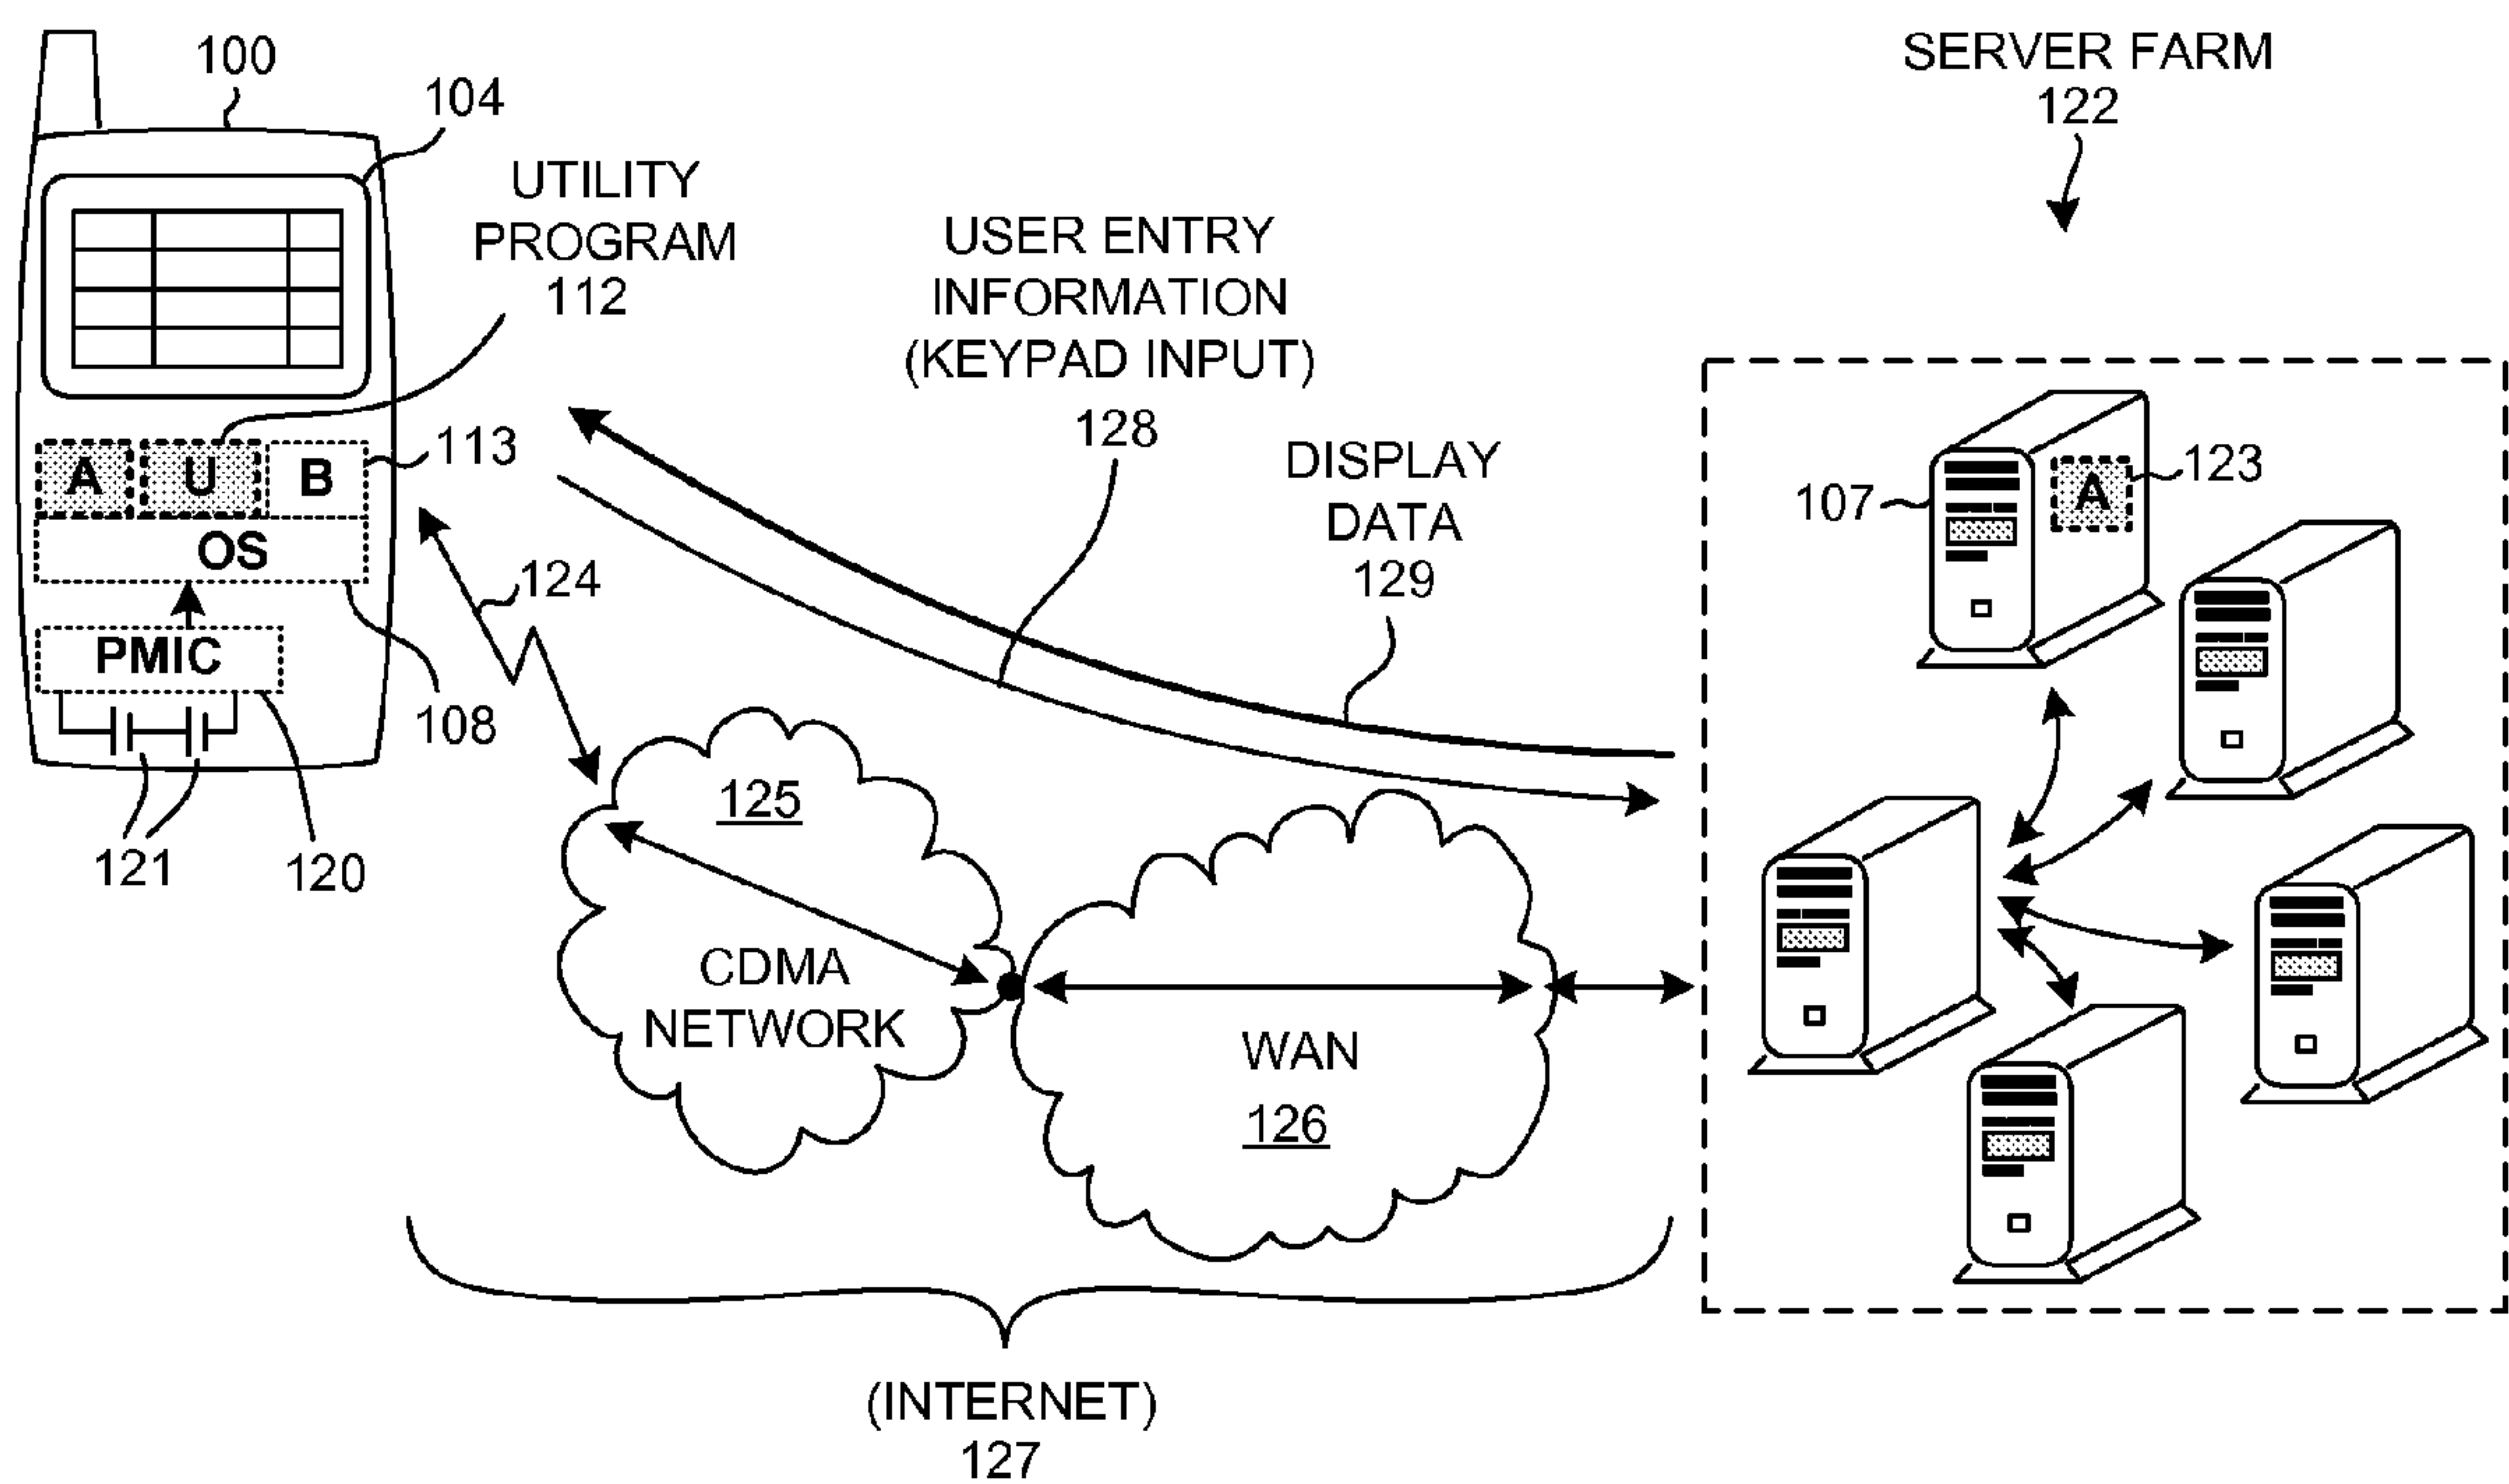 100
104
UTILITY
PROGRAM
112
USER ENTRY
INFORMATION
(KEYPAD INPUT)
128
DISPLAY
DATA
129
SERVER FARM
122
A U B
113
OS
124
PMIC
108
121
120
107
A
123
125
CDMA
NETWORK
WAN
126
(INTERNET)
127